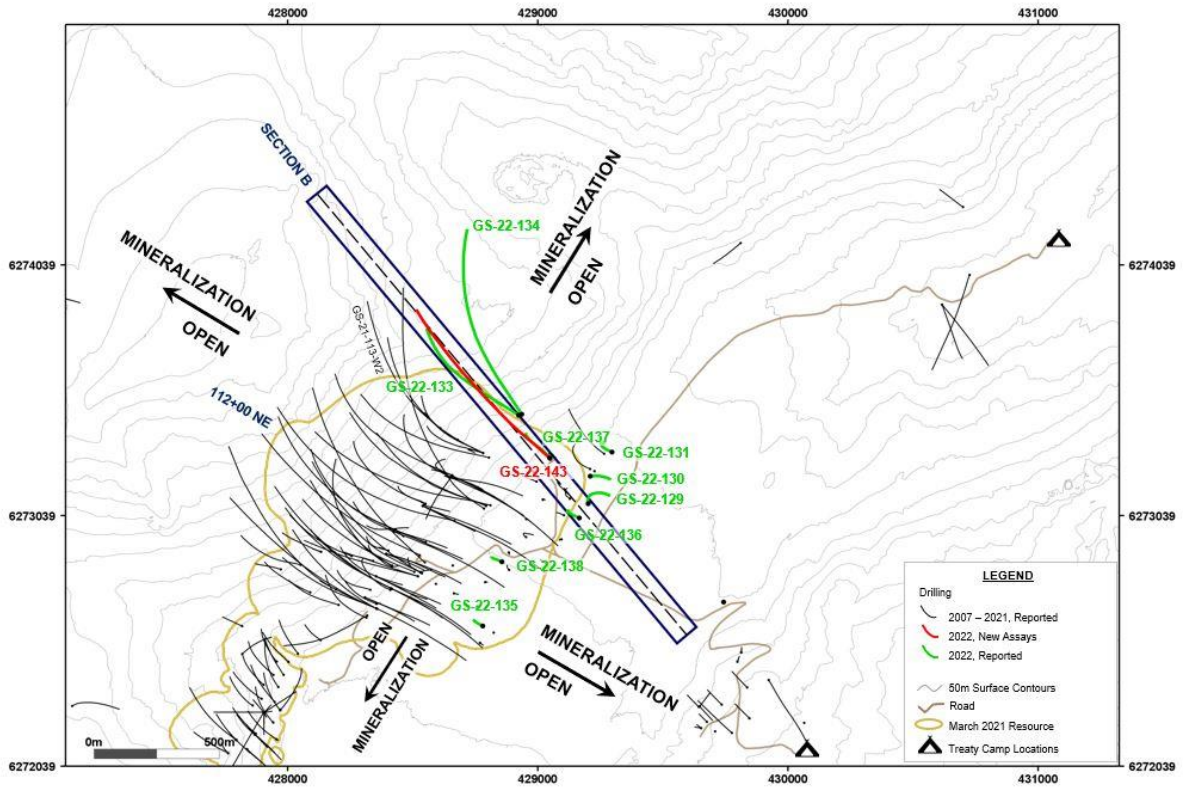 428000
429000
430000
431000
SECTION B
MINERALIZATION
OPEN
GS-22-134
MINERALIZATION
OPEN
6274039
6274039
GS-21-113-W2
GS-22-133
112+00 NE
GS-22-137
GS-22-131
GS-22-143
GS-22-130
GS-22-129
6273039
6273039
GS-22-136
GS-22-138
GS-22-135
OPEN
MINERALIZATION
MINERALIZATION
OPEN
LEGEND
Drilling
2007 – 2021, Reported
2022, New Assays
2022, Reported
50m Surface Contours
Road
March 2021 Resource
Treaty Camp Locations
0m
500m
6272039
6272039
428000
429000
430000
431000